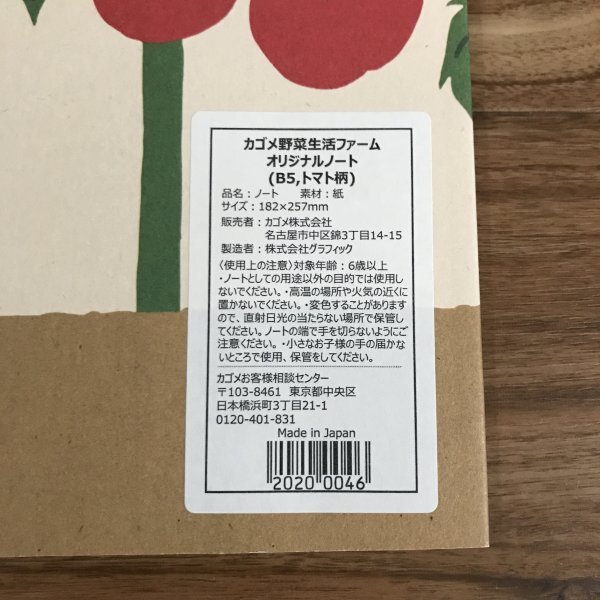 カゴメ野菜生活ファーム
オリジナルノート
(B5,トマト柄)
品名：ノート　素材：紙
サイズ：182×257mm
販売者：カゴメ株式会社
名古屋市中区錦3丁目14-15
製造者：株式会社グラフィック
〈使用上の注意〉対象年齢：6歳以上
・ノートとしての用途以外の目的では使用し
ないでください。・高温の場所や火気の近くに
置かないでください。・変色することがあります
ので、直射日光の当たらない場所で保管し
てください。ノートの端で手を切らないようにご
注意ください。・小さなお子様の手の届かな
いところで使用、保管をしてください。
カゴメお客様相談センター
〒103-8461　東京都中央区
日本橋浜町3丁目21-1
0120-401-831
Made in Japan
2020 0046